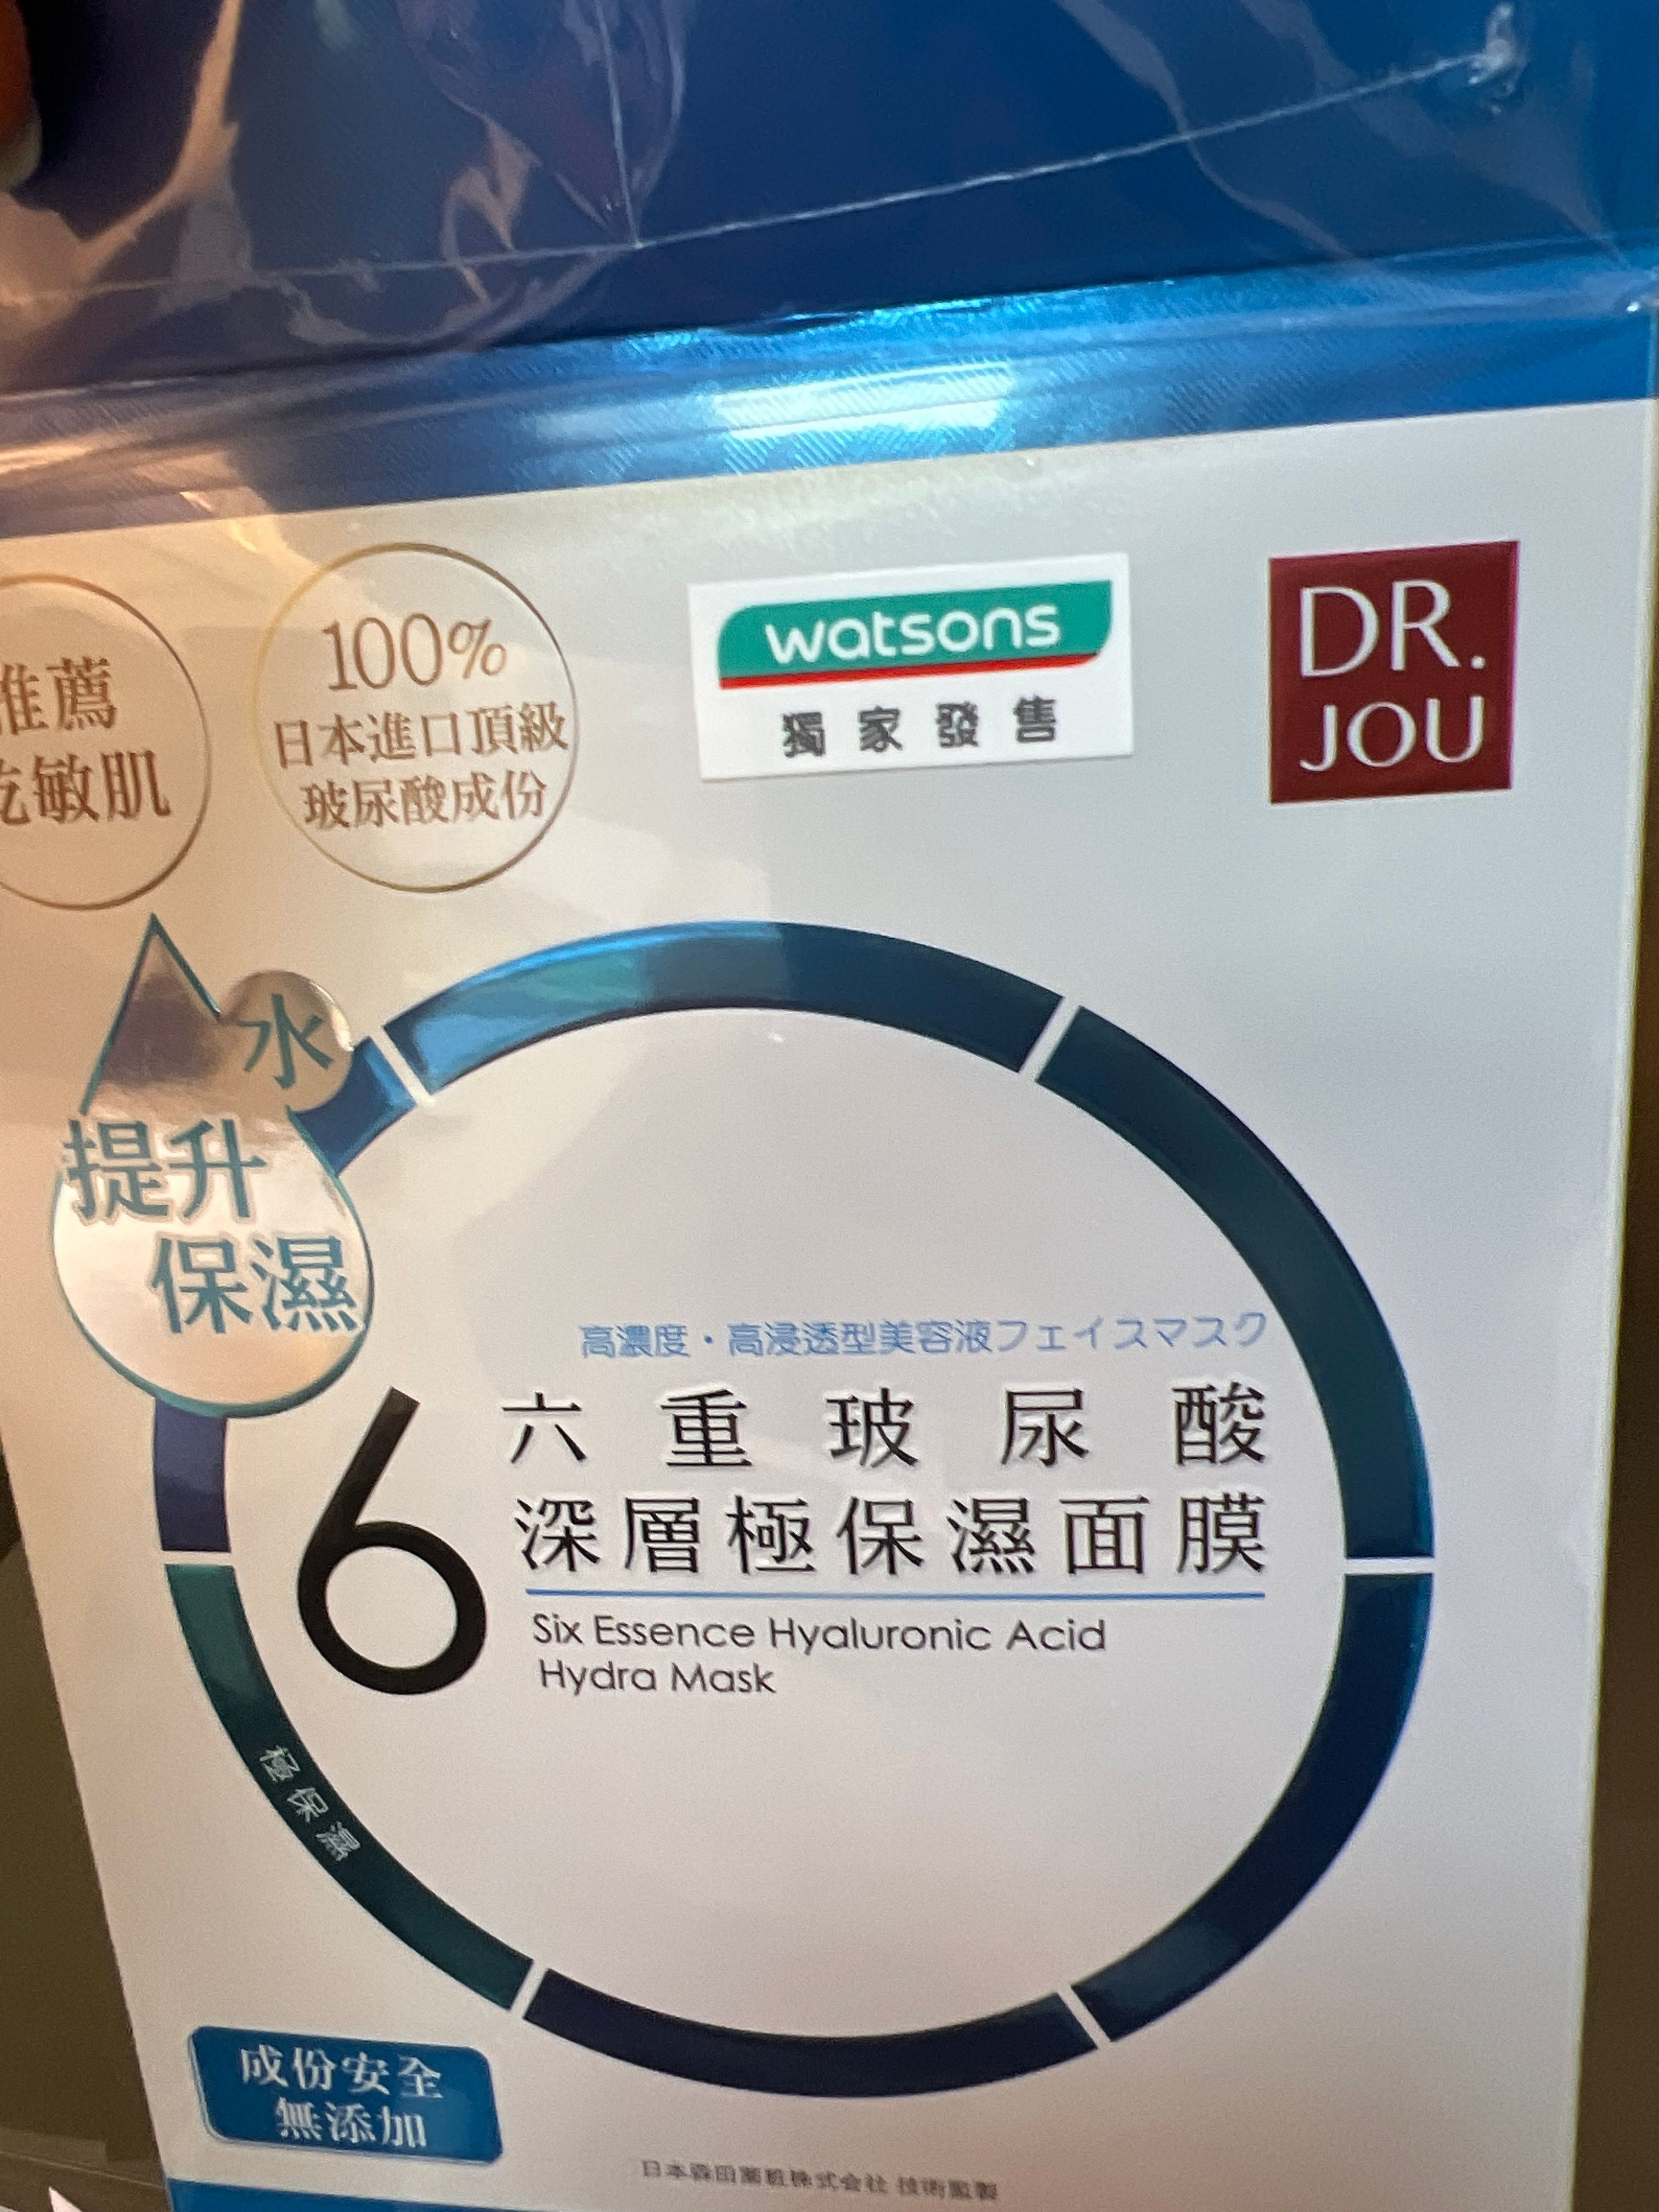 推薦
乾敏肌
100%
日本進口頂級
玻尿酸成份
watsons
獨家發售
DR.
JOU
水
提升
保濕
高濃度・高浸透型美容液フェイスマスク
6
六重玻尿酸
深層極保濕面膜
Six Essence Hyaluronic Acid
Hydra Mask
極保濕
成份安全
無添加
日本森田藥粧株式会社 技術監製